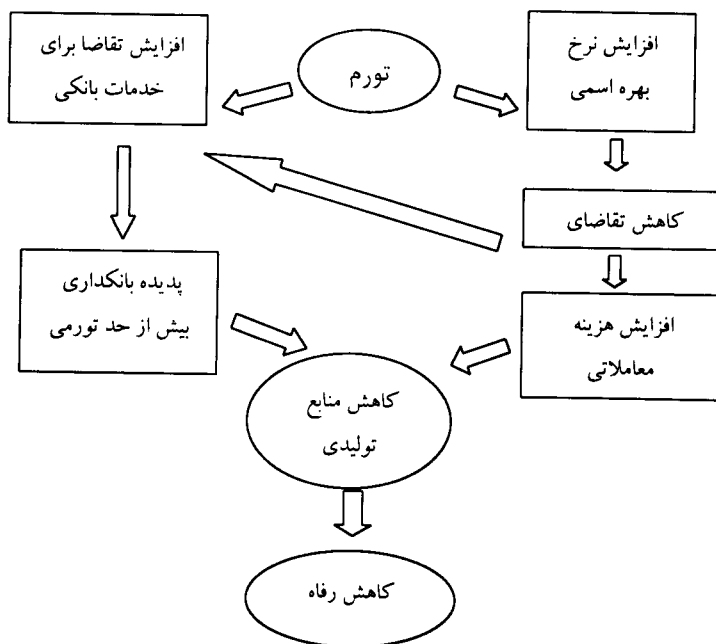 تورم
افزایش نرخ
بهره اسمی
کاهش تقاضای
افزایش هزینه
معاملاتی
افزایش تقاضا برای
خدمات بانکی
پدیده بانکداری
بیش از حد تورمی
کاهش منابع
تولیدی
کاهش رفاه